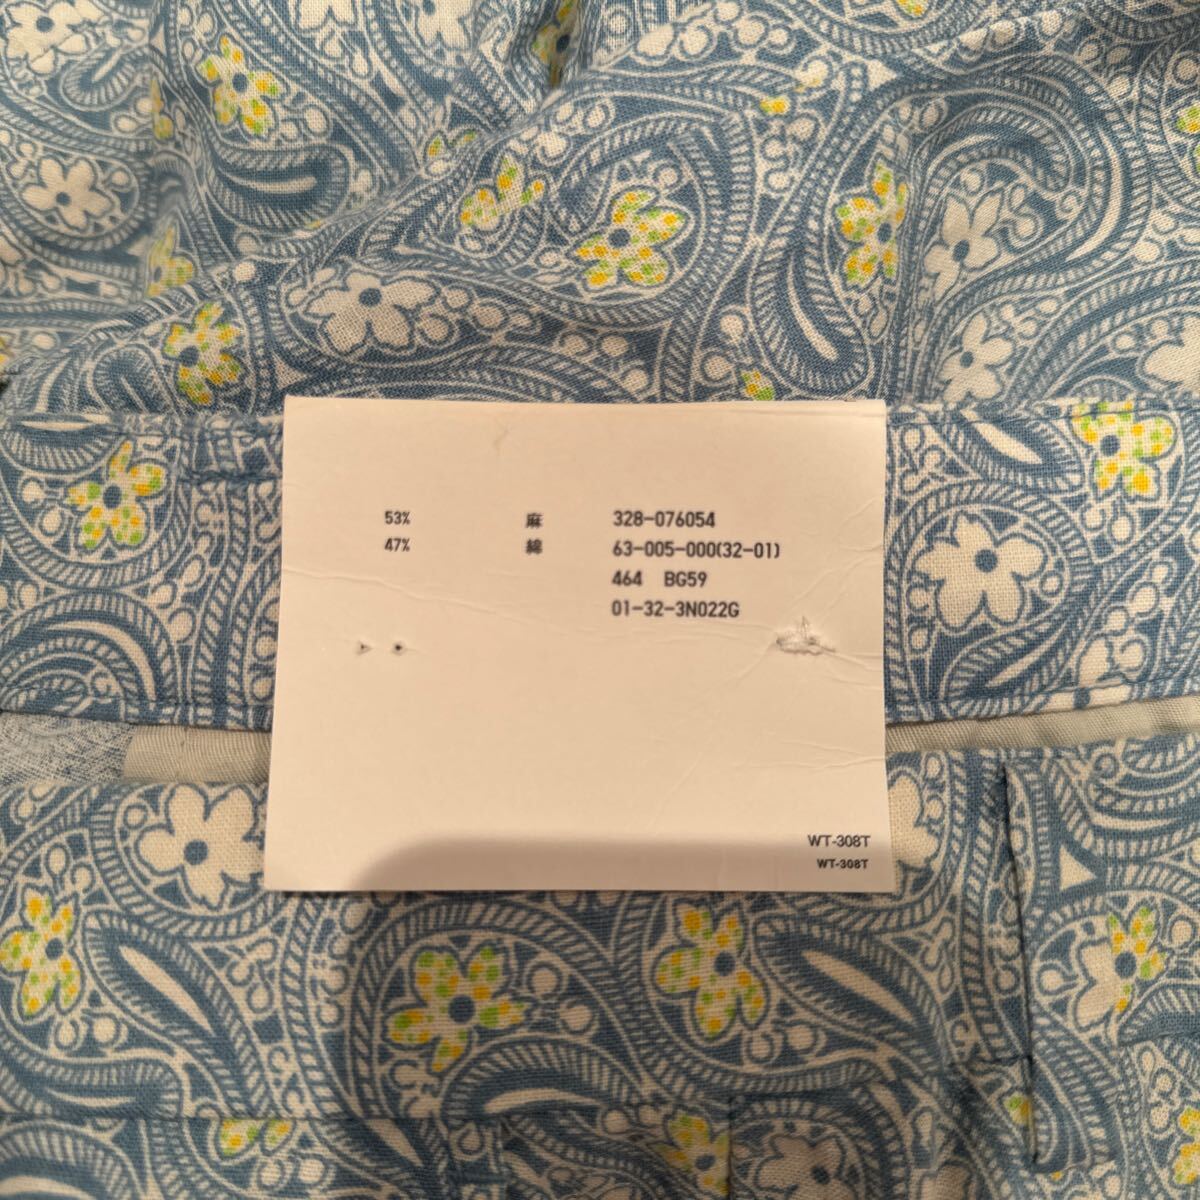 53% 麻 328-076054
47% 綿 63-005-000(32-01)
464 BG59
01-32-3N022G
WT-308T
WT-308T